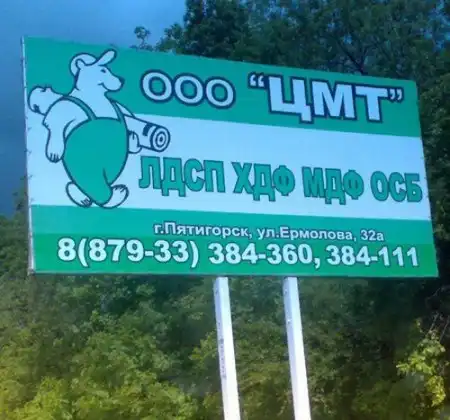 ООО "ЦМТ"
ЛДСП ХДФ МДФ ОСБ
г.Пятигорск, ул.Ермолова, 32а
8(879-33) 384-360, 384-111